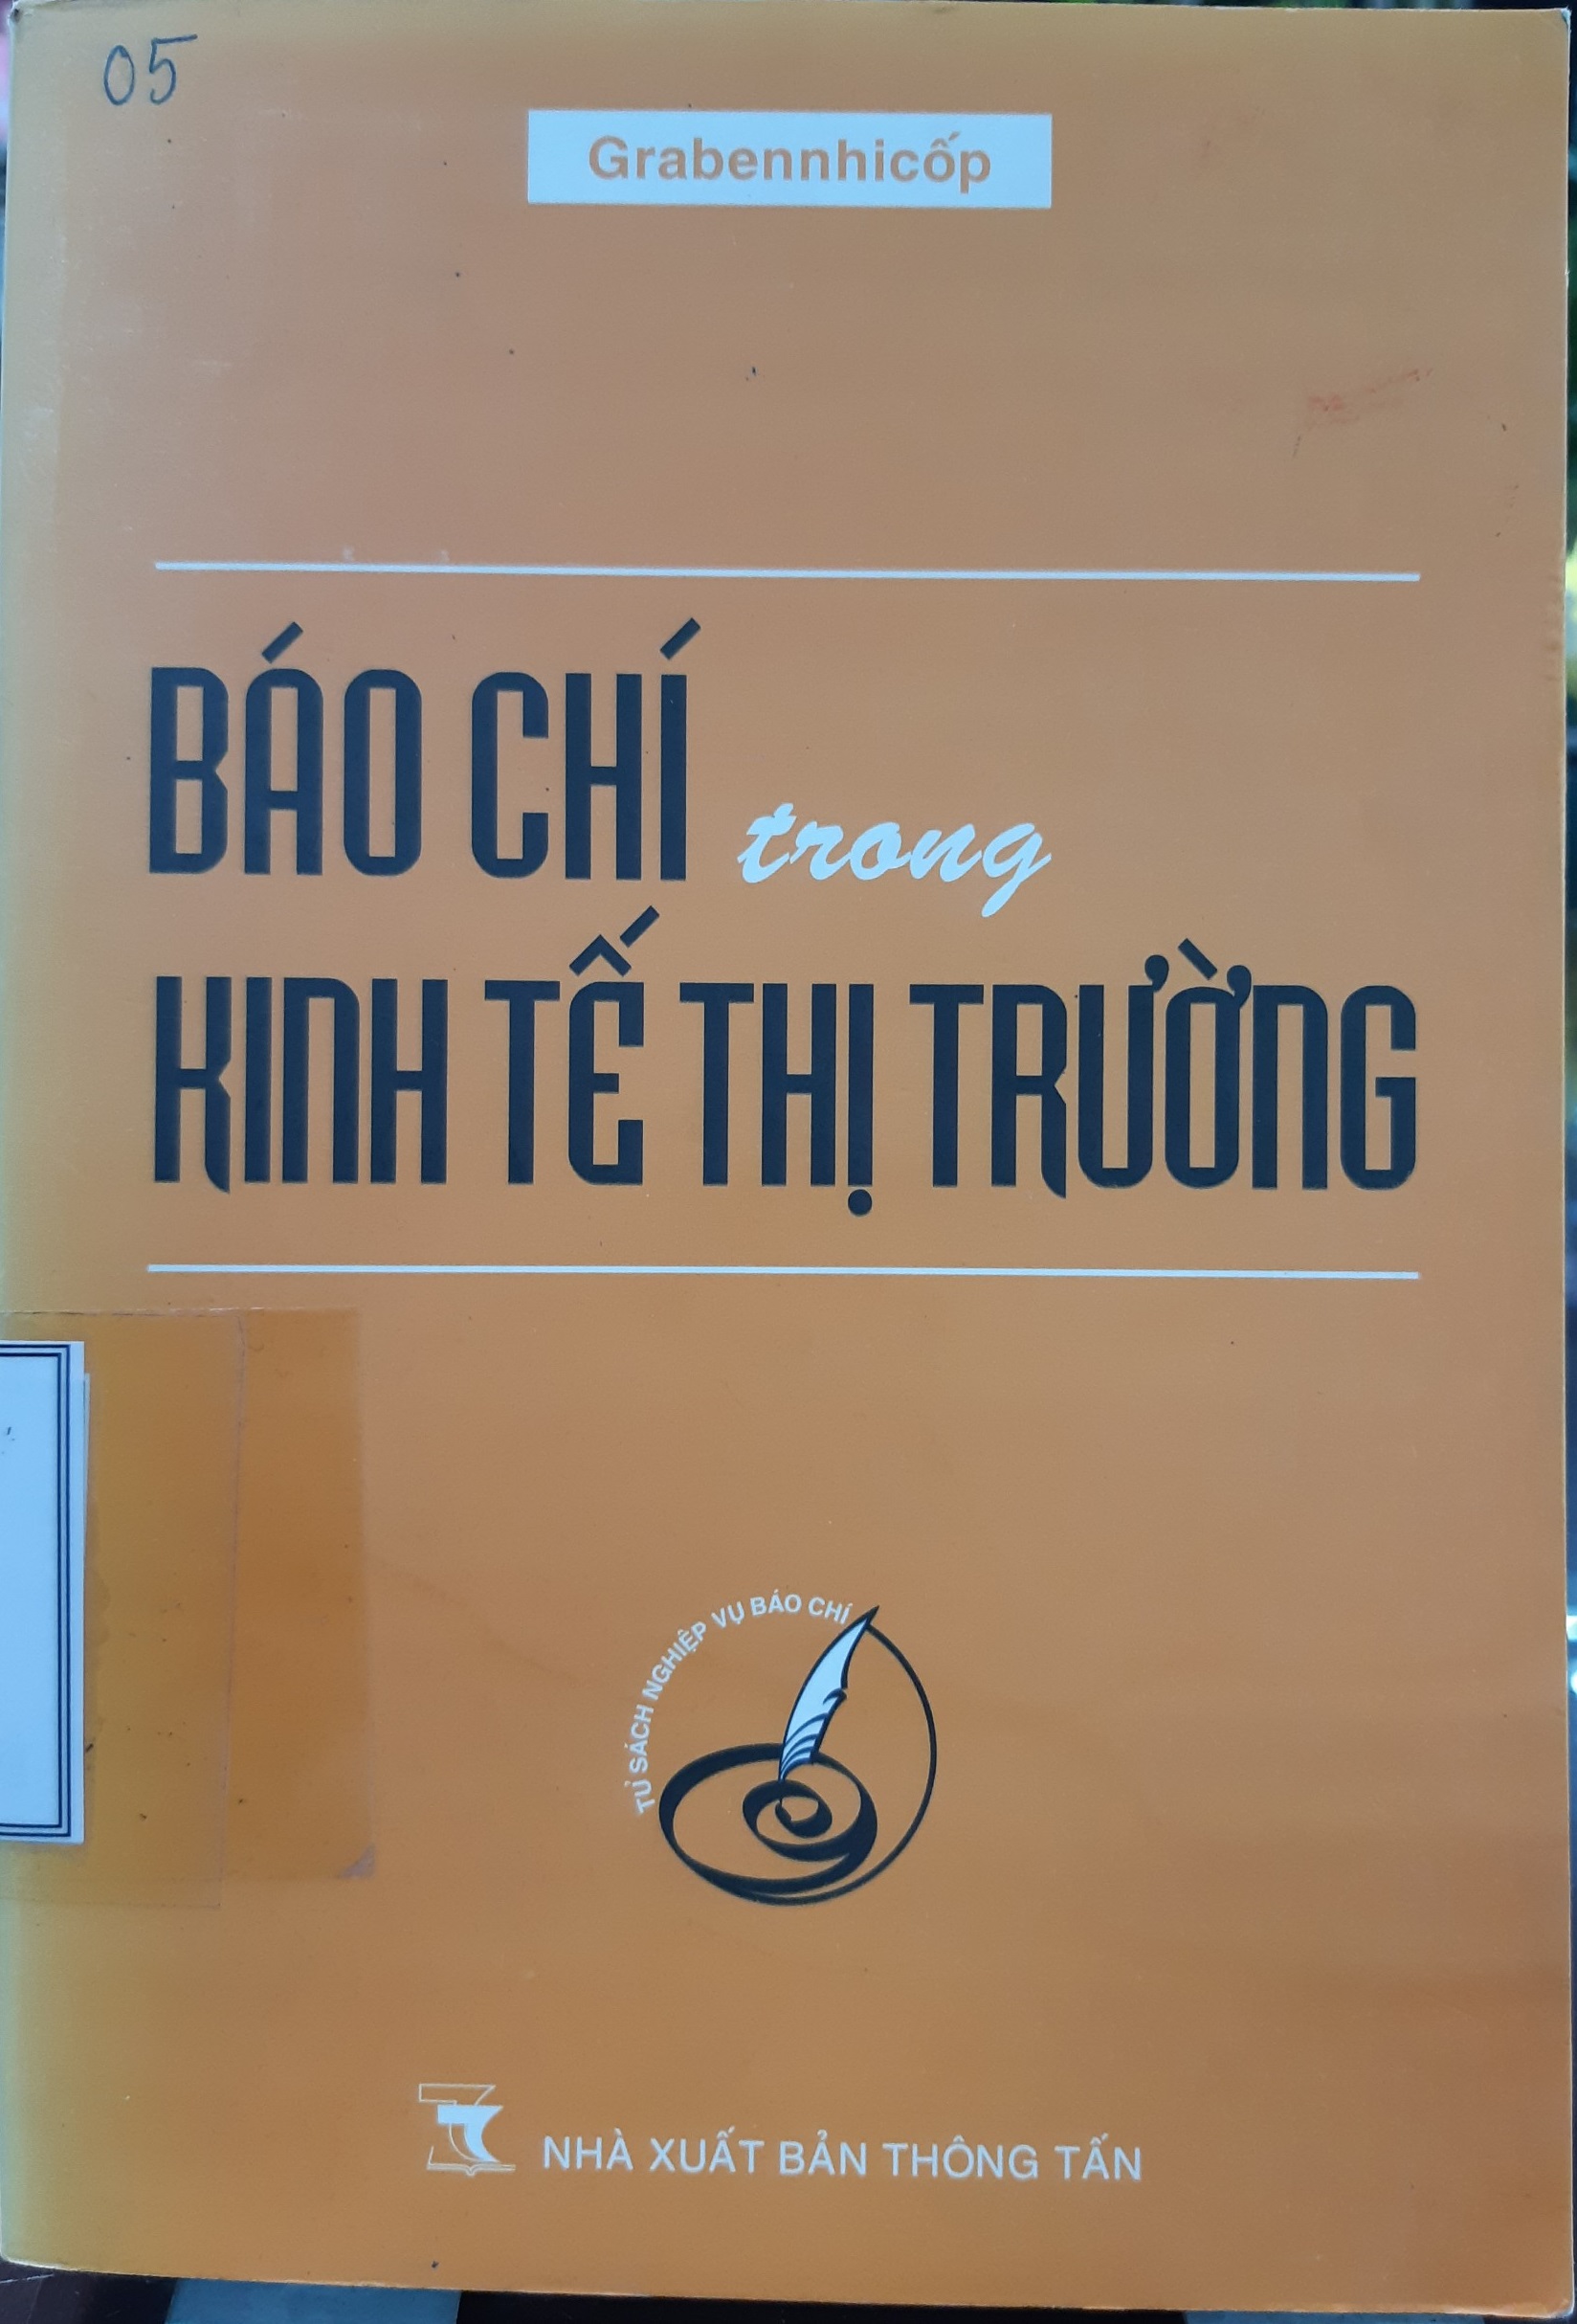 05
Grabennhicốp
BÁO CHÍ trong
KINH TẾ THỊ TRƯỜNG
TỦ SÁCH NGHIỆP VỤ BÁO CHÍ
NHÀ XUẤT BẢN THÔNG TẤN